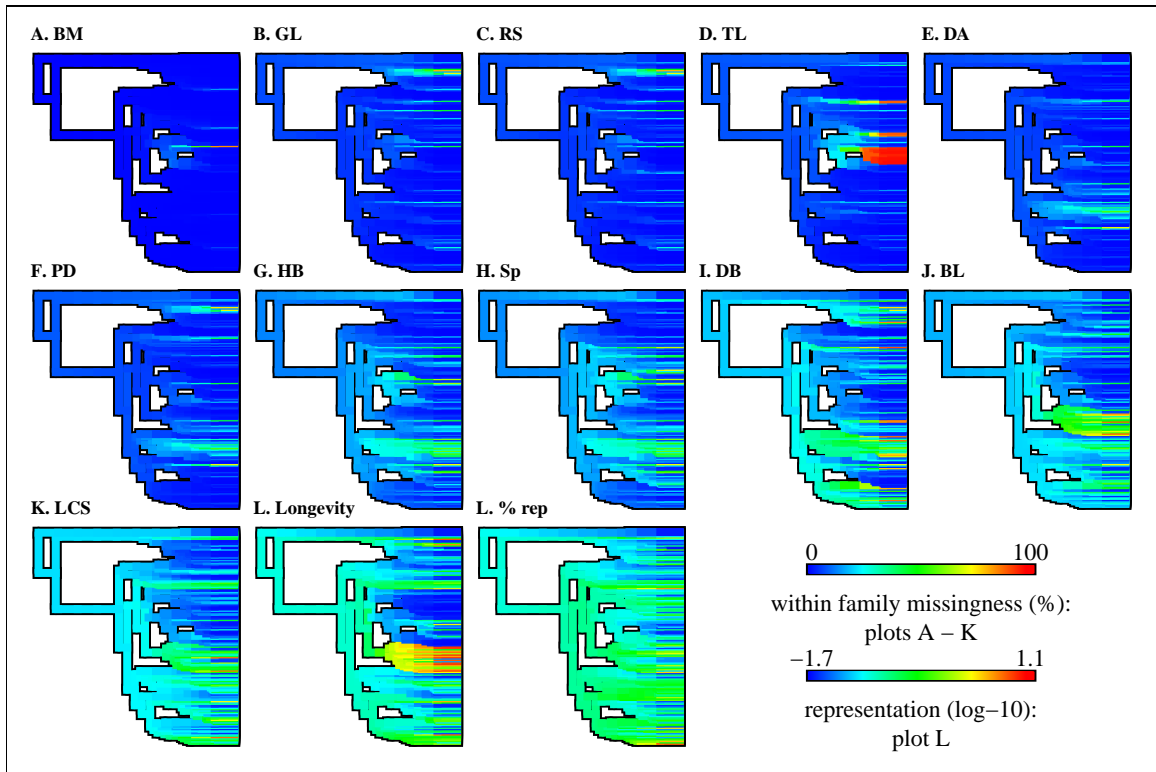 A. BM
B. GL
C. RS
D. TL
E. DA
F. PD
G. HB
H. Sp
I. DB
J. BL
K. LCS
L. Longevity
L. % rep
0 100
within family missingness (%):
plots A − K
−1.7 1.1
representation (log−10):
plot L